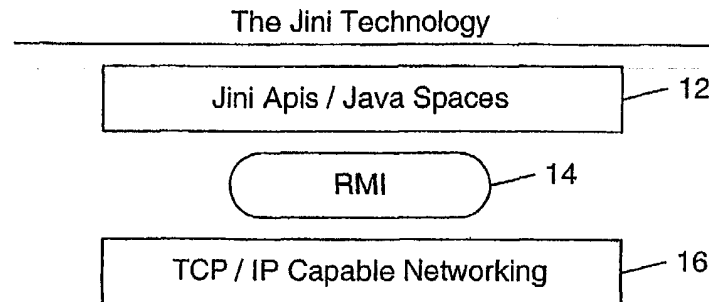 The Jini Technology
Jini Apis / Java Spaces
12
RMI
14
TCP / IP Capable Networking
16